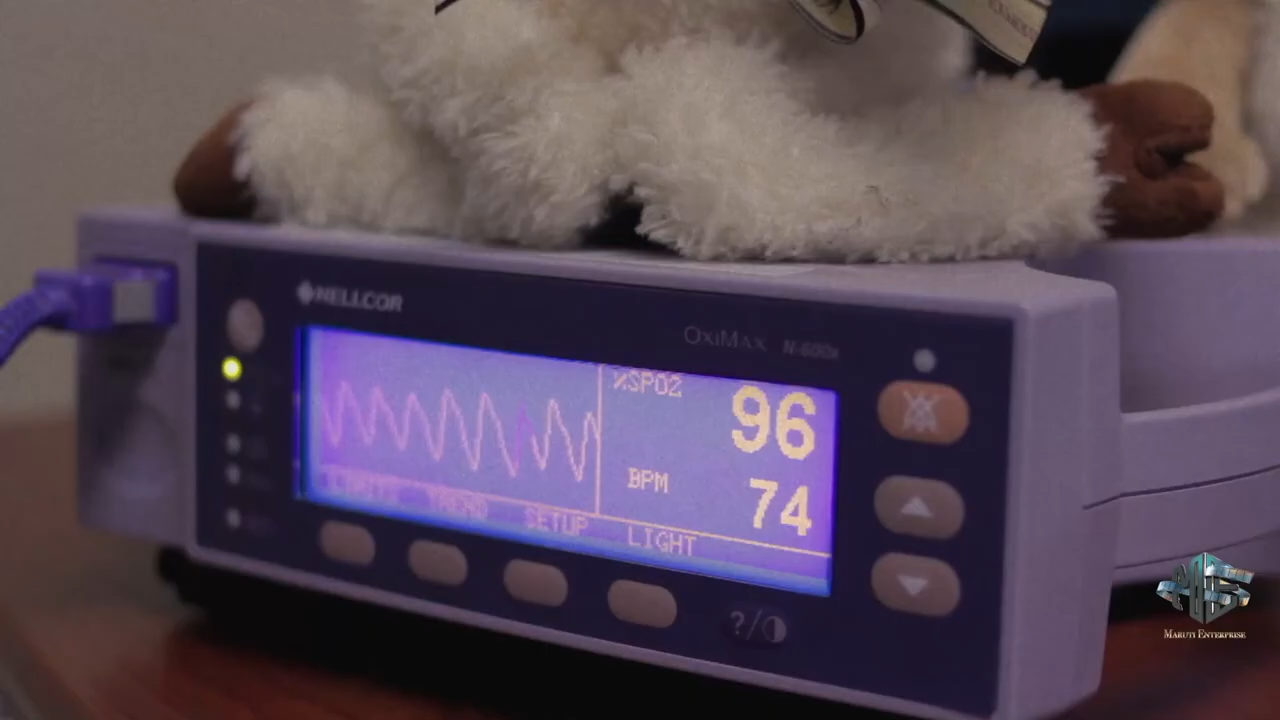 NELLCOR
OXIMAX N-600x
%SPO2
96
BPM
74
SETUP
LIGHT
?/
MARUTI ENTERPRISE